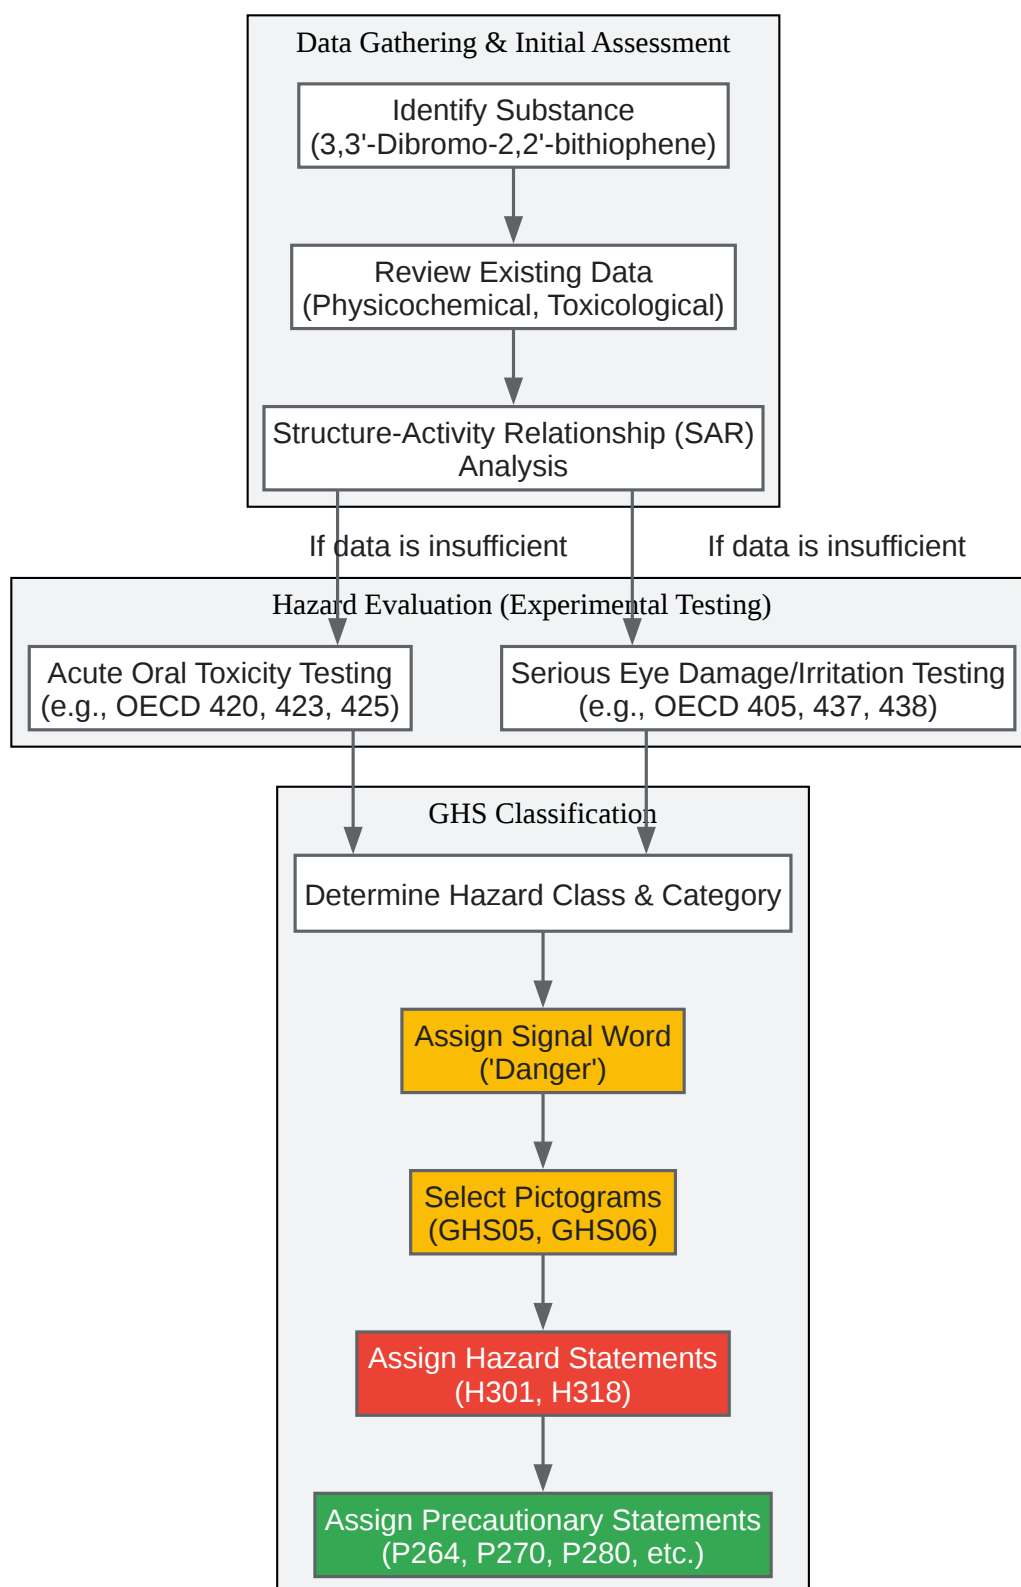 Data Gathering & Initial Assessment
Identify Substance
(3,3'-Dibromo-2,2'-bithiophene)
Review Existing Data
(Physicochemical, Toxicological)
Structure-Activity Relationship (SAR)
Analysis
If data is insufficient
If data is insufficient
Hazard Evaluation (Experimental Testing)
Acute Oral Toxicity Testing
(e.g., OECD 420, 423, 425)
Serious Eye Damage/Irritation Testing
(e.g., OECD 405, 437, 438)
GHS Classification
Determine Hazard Class & Category
Assign Signal Word
('Danger')
Select Pictograms
(GHS05, GHS06)
Assign Hazard Statements
(H301, H318)
Assign Precautionary Statements
(P264, P270, P280, etc.)